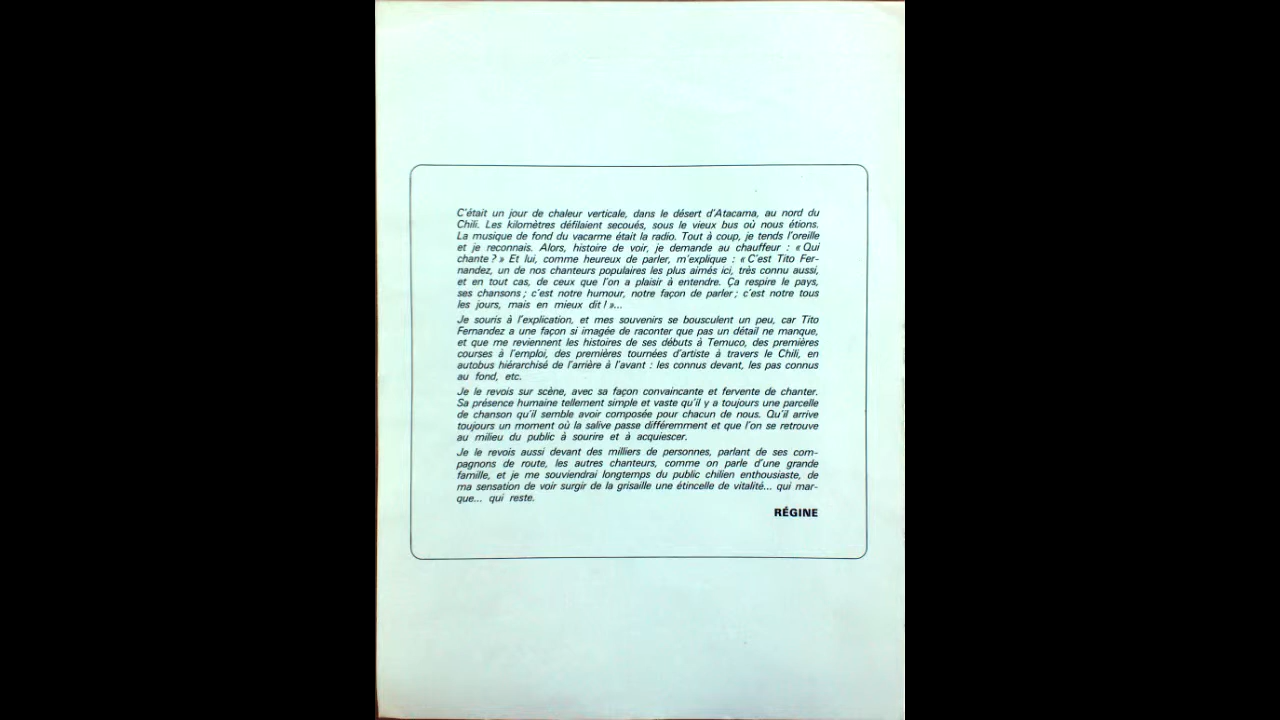 C'était un jour de chaleur verticale, dans le désert d'Atacama, au nord du
Chili. Les kilomètres défilaient secoués, sous le vieux bus où nous étions.
La musique de fond du vacarme était la radio. Tout à coup, je tends l'oreille
et je reconnais. Alors, histoire de voir, je demande au chauffeur : « Qui
chante ? » Et lui, comme heureux de parler, m'explique : « C'est Tito Fer-
nandez, un de nos chanteurs populaires les plus aimés ici, très connu aussi,
et en tout cas, de ceux que l'on a plaisir à entendre. Ça respire le pays,
ses chansons ; c'est notre humour, notre façon de parler ; c'est notre tous
les jours, mais en mieux dit ! »...
Je souris à l'explication, et mes souvenirs se bousculent un peu, car Tito
Fernandez a une façon si imagée de raconter que pas un détail ne manque,
et que me reviennent les histoires de ses débuts à Temuco, des premières
courses à l'emploi, des premières tournées d'artiste à travers le Chili, en
autobus hiérarchisé de l'arrière à l'avant : les connus devant, les pas connus
au fond, etc.
Je le revois sur scène, avec sa façon convaincante et fervente de chanter.
Sa présence humaine tellement simple et vaste qu'il y a toujours une parcelle
de chanson qu'il semble avoir composée pour chacun de nous. Qu'il arrive
toujours un moment où la salive passe différemment et que l'on se retrouve
au milieu du public à sourire et à acquiescer.
Je le revois aussi devant des milliers de personnes, parlant de ses com-
pagnons de route, les autres chanteurs, comme on parle d'une grande
famille, et je me souviendrai longtemps du public chilien enthousiaste, de
ma sensation de voir surgir de la grisaille une étincelle de vitalité... qui mar-
que... qui reste.
RÉGINE